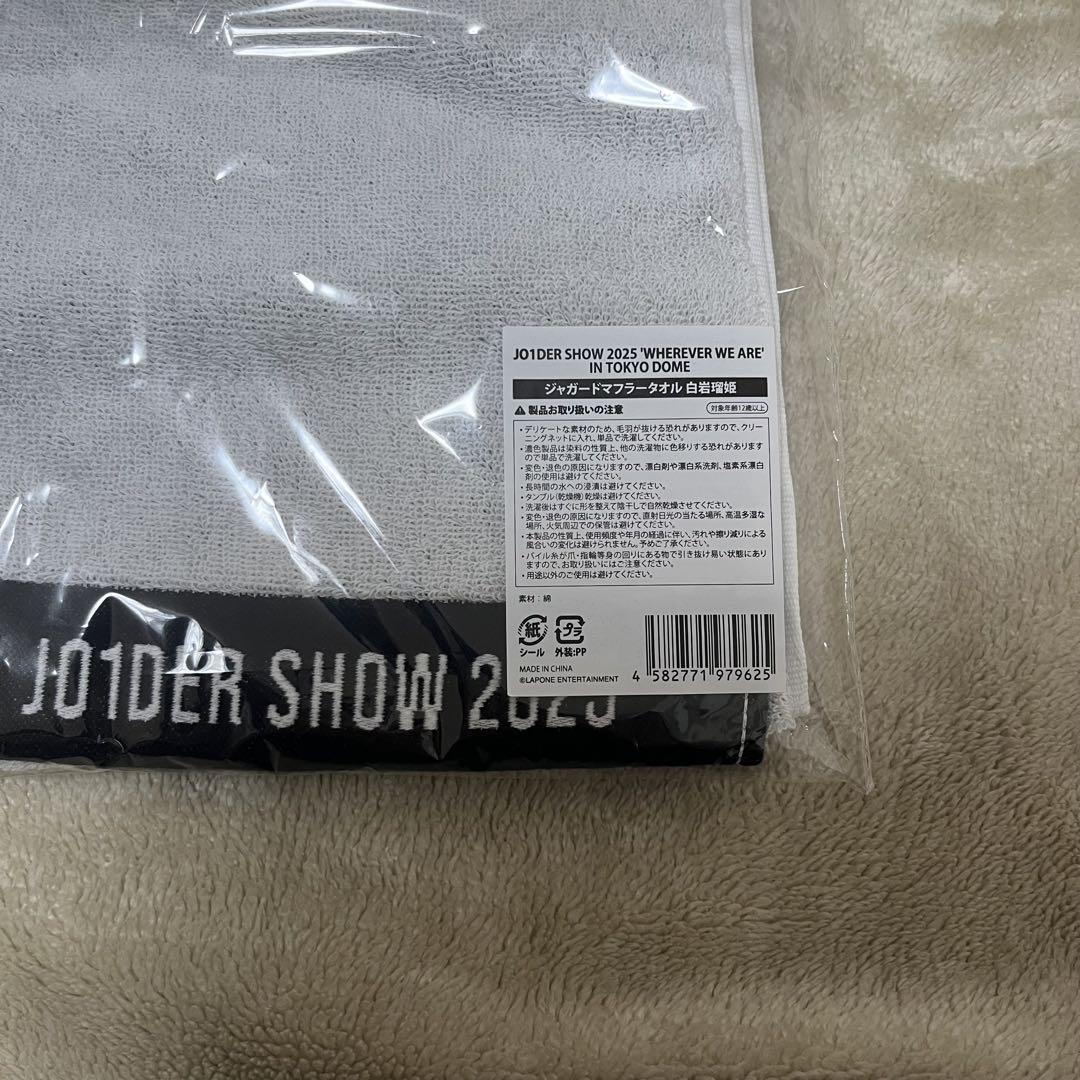 JO1DER SHOW 2025 'WHEREVER WE ARE'
IN TOKYO DOME
ジャガードマフラータオル 白岩瑠姫
製品お取り扱いの注意
対象年齢12歳以上
・デリケートな素材のため、毛羽が抜ける恐れがありますので、クリー
ニングネットに入れ、単品で洗濯してください。
・濃色製品は染料の性質上、他の洗濯物に色移りする恐れがあります
ので単品で洗濯してください。
・変色・退色の原因になりますので、漂白剤や漂白系洗剤、塩素系漂白
剤の使用は避けてください。
・長時間の水への浸漬は避けてください。
・タンブル(乾燥機)乾燥は避けてください。
・洗濯後はすぐに形を整えて陰干しで自然乾燥させてください。
・変色・退色の原因になりますので、直射日光の当たる場所、高温多湿な
場所、火気周辺での保管は避けてください。
・本製品の性質上、使用頻度や年月の経過に伴い、汚れや擦り減りによる
風合いの変化は避けられません。予めご了承ください。
・パイル糸が爪・指輪等身の回りにある物で引き抜け易い状態にあり
ますので、お取り扱いにはご注意ください。
・用途以外のご使用は避けてください。
素材：綿
紙
シール
プラ
外装:PP
MADE IN CHINA
©LAPONE ENTERTAINMENT
4 582771 979625
JO1DER SHOW 2025